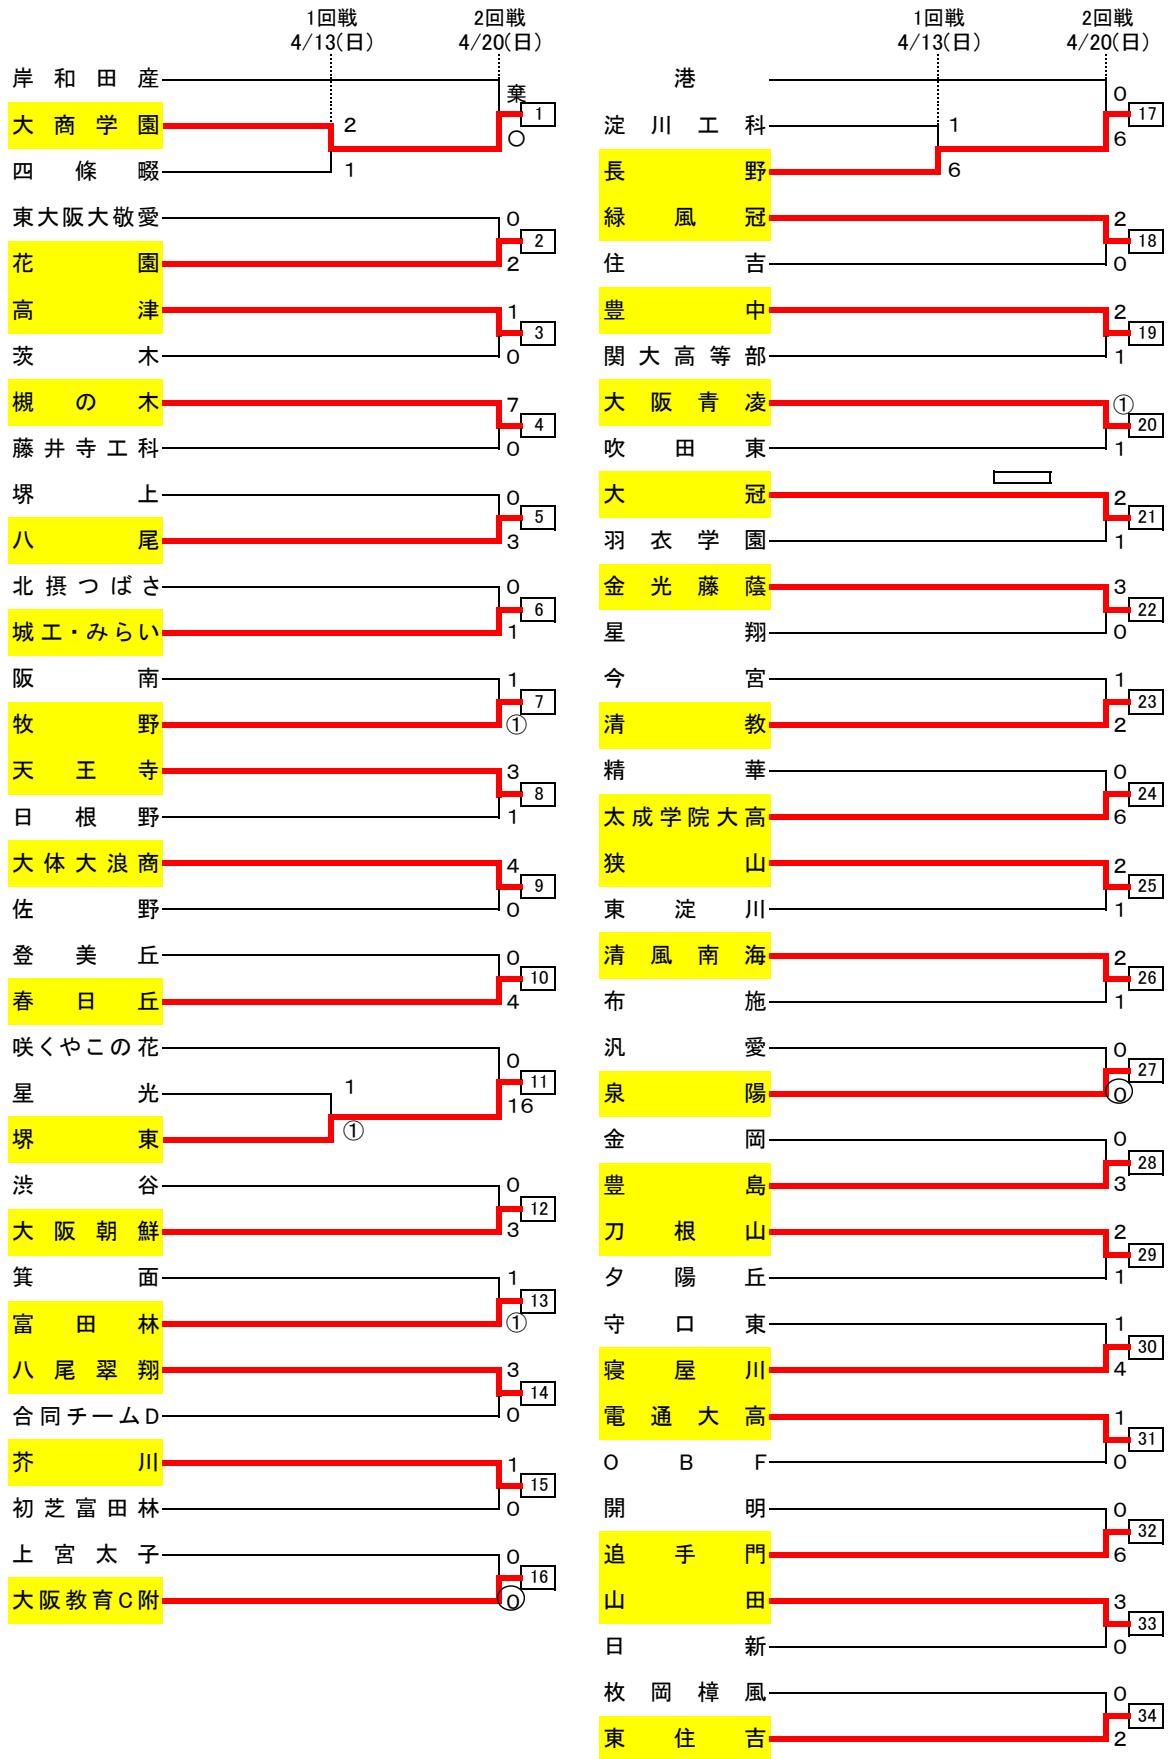 1回戦 2回戦
4/13(日) 4/20(日)
岸和田産
棄
1
大商学園 2
〇
四條畷 1
東大阪大敬愛 0
2
花園 2
高津 1
3
茨木 0
槻の木 7
4
藤井寺工科 0
堺上 0
5
八尾 3
北摂つばさ 0
6
城工・みらい 1
阪南 1
7
牧野 ①
天王寺 3
8
日根野 1
大体大浪商 4
9
佐野 0
登美丘 0
10
春日丘 4
咲くやこの花
0
11
星光 1
16
堺東 ①
渋谷 0
12
大阪朝鮮 3
箕面 1
13
富田林 ①
八尾翠翔 3
14
合同チームD 0
芥川 1
15
初芝富田林 0
上宮太子 0
16
大阪教育C附 ⓪
1回戦 2回戦
4/13(日) 4/20(日)
港
0
17
淀川工科 1
6
長野 6
緑風冠 2
18
住吉 0
豊中 2
19
関大高等部 1
大阪青凌 ①
20
吹田東 1
大冠 2
21
羽衣学園 1
金光藤蔭 3
22
星翔 0
今宮 1
23
清教 2
精華 0
24
太成学院大高 6
狭山 2
25
東淀川 1
清風南海 2
26
布施 1
汎愛 0
27
泉陽 ⓪
金岡 0
28
豊島 3
刀根山 2
29
夕陽丘 1
守口東 1
30
寝屋川 4
電通大高 1
31
OBF 0
開明 0
32
追手門 6
山田 3
33
日新 0
枚岡樟風 0
34
東住吉 2